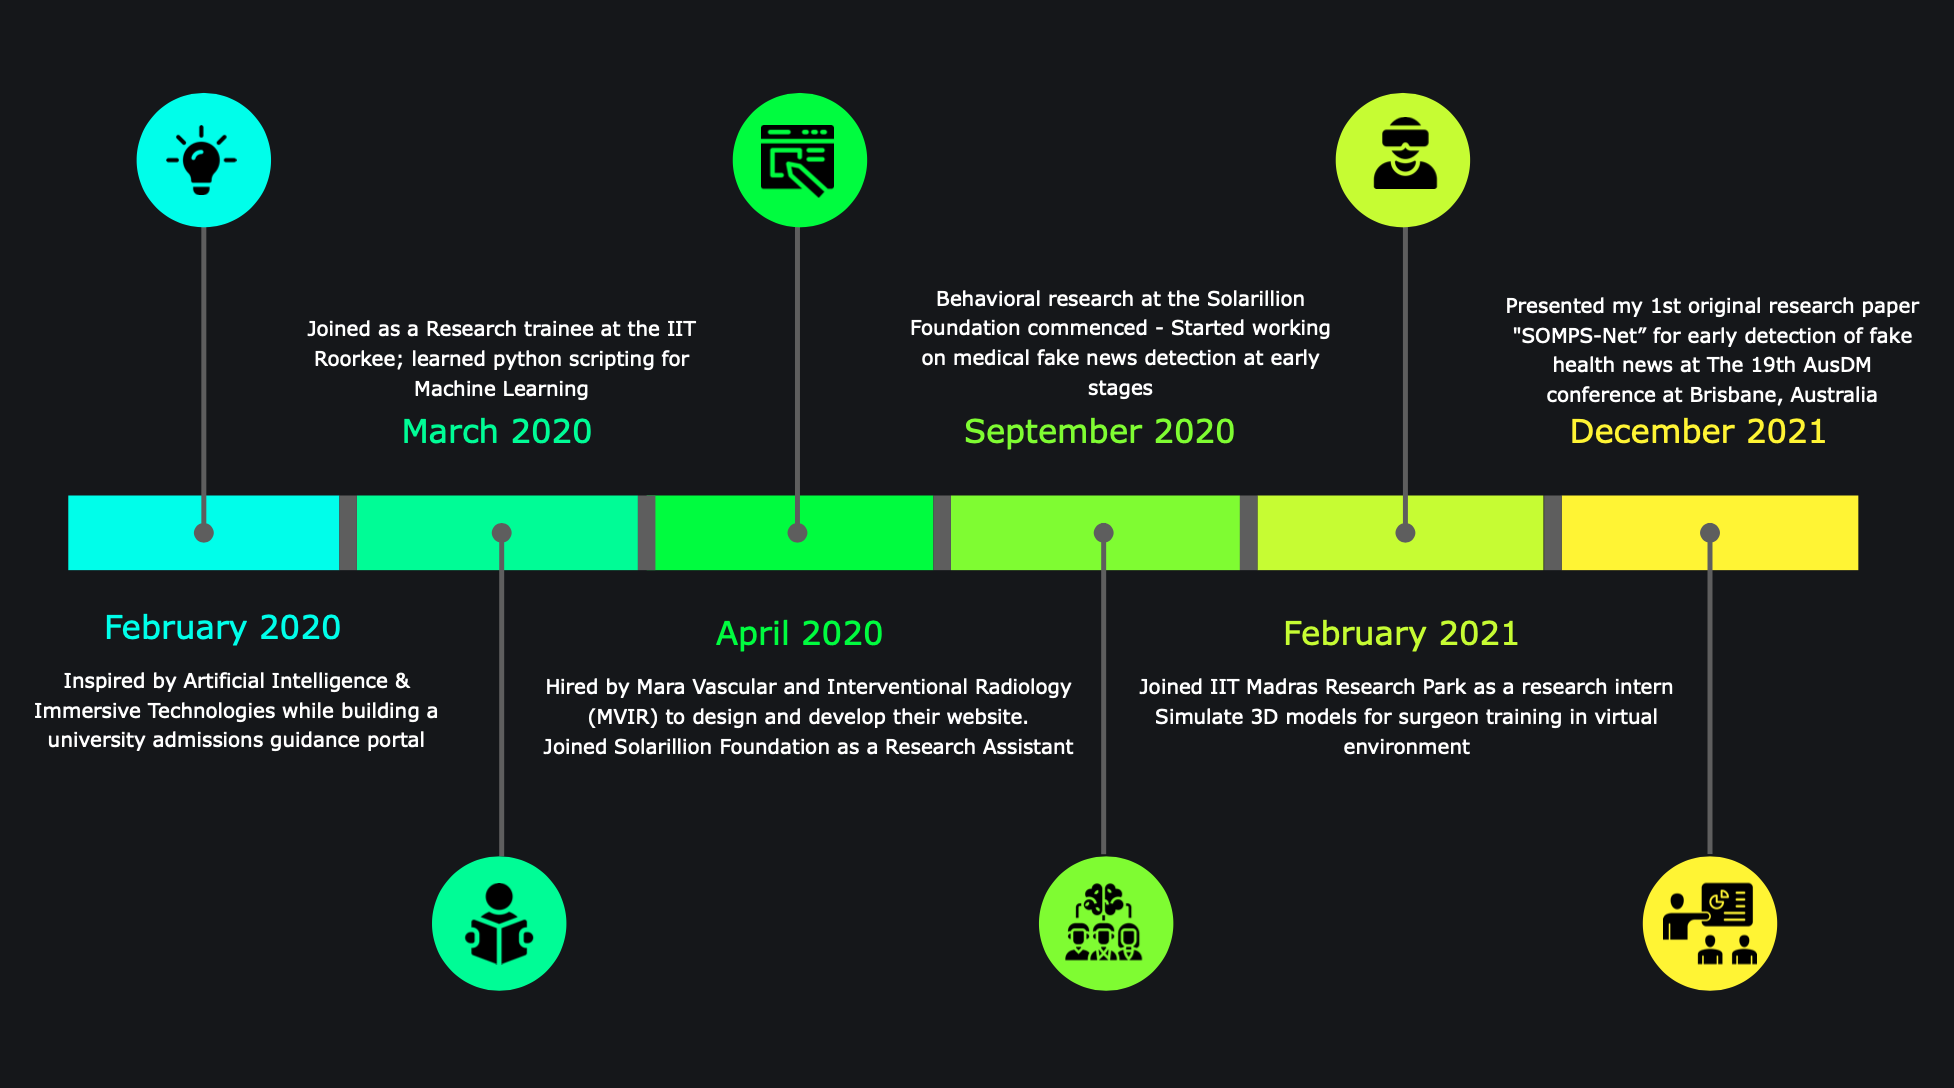 February 2020
Inspired by Artificial Intelligence &
Immersive Technologies while building a
university admissions guidance portal
Joined as a Research trainee at the IIT
Roorkee; learned python scripting for
Machine Learning
March 2020
April 2020
Hired by Mara Vascular and Interventional Radiology
(MVIR) to design and develop their website.
Joined Solarillion Foundation as a Research Assistant
Behavioral research at the Solarillion
Foundation commenced - Started working
on medical fake news detection at early
stages
September 2020
February 2021
Joined IIT Madras Research Park as a research intern
Simulate 3D models for surgeon training in virtual
environment
Presented my 1st original research paper
"SOMPS-Net” for early detection of fake
health news at The 19th AusDM
conference at Brisbane, Australia
December 2021